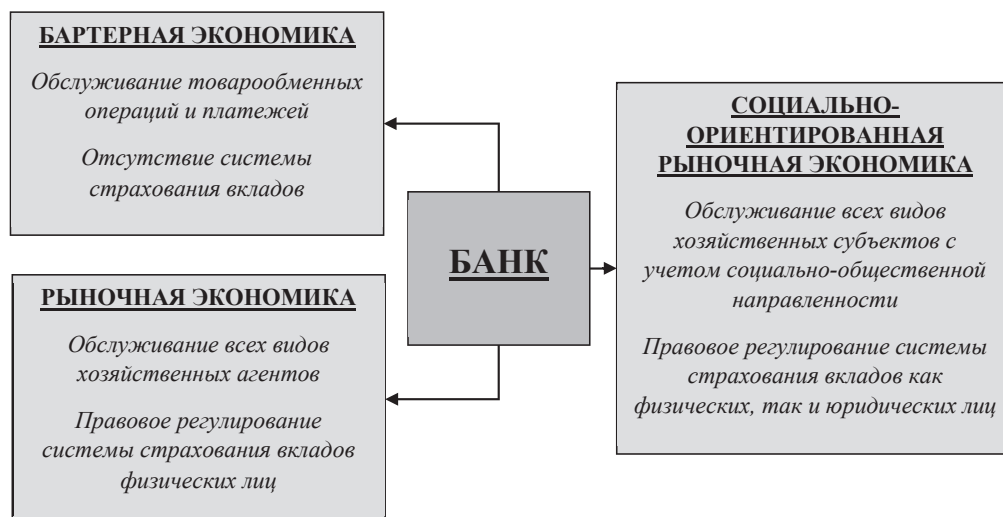 БАРТЕРНАЯ ЭКОНОМИКА
Обслуживание товарообменных
операций и платежей
Отсутствие системы
страхования вкладов
РЫНОЧНАЯ ЭКОНОМИКА
Обслуживание всех видов
хозяйственных агентов
Правовое регулирование
системы страхования вкладов
физических лиц
БАНК
СОЦИАЛЬНО-
ОРИЕНТИРОВАННАЯ
РЫНОЧНАЯ ЭКОНОМИКА
Обслуживание всех видов
хозяйственных субъектов с
учетом социально-общественной
направленности
Правовое регулирование системы
страхования вкладов как
физических, так и юридических лиц